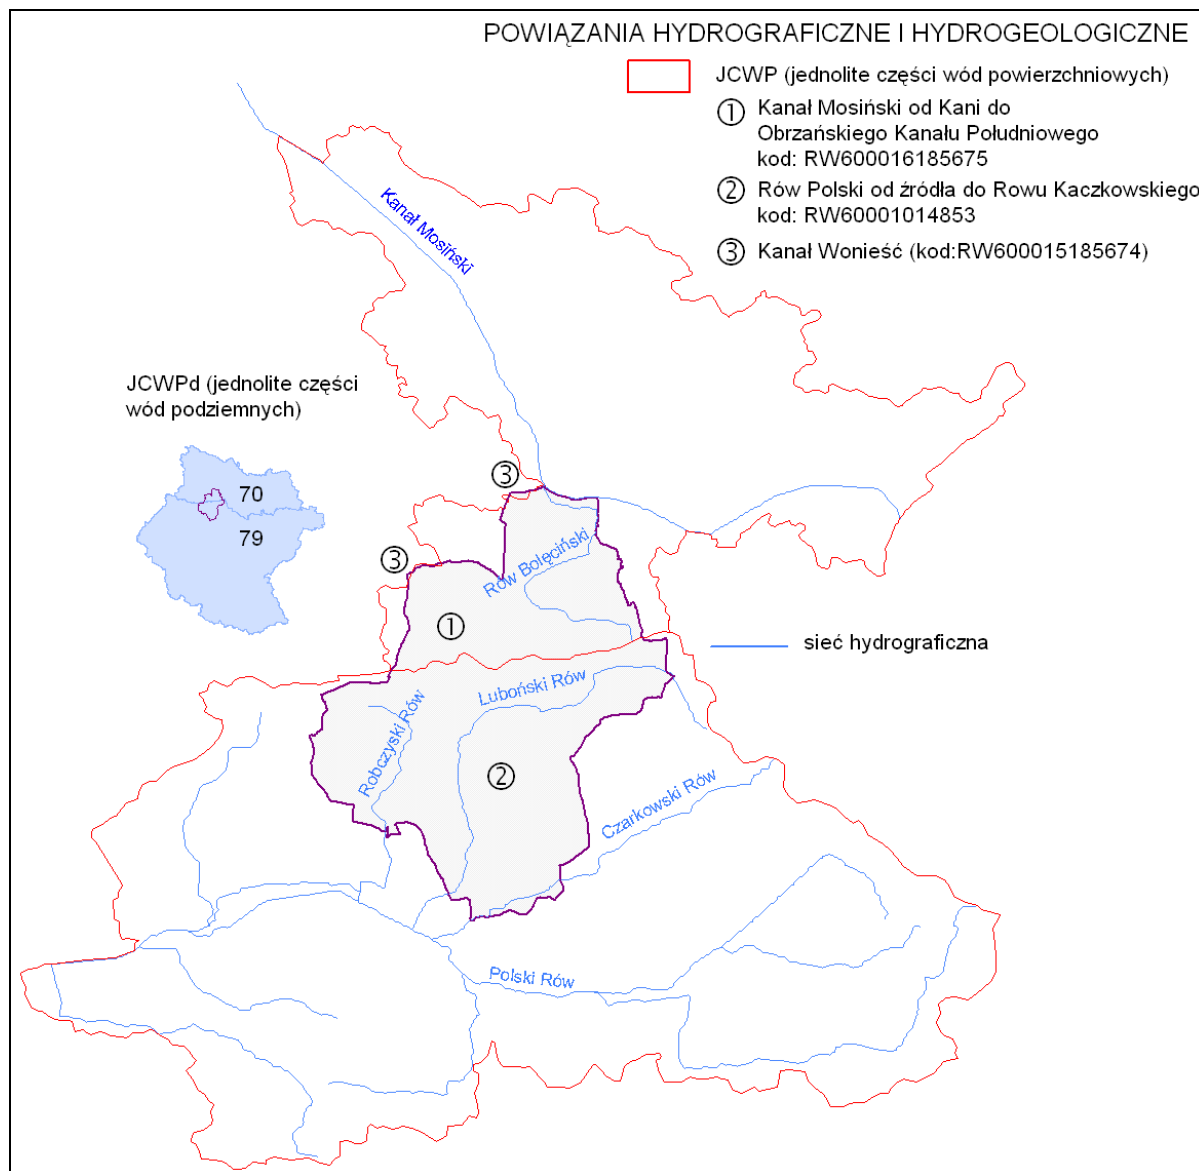 POWIĄZANIA HYDROGRAFICZNE I HYDROGEOLOGICZNE
JCWP (jednolite części wód powierzchniowych)
1 Kanał Mosiński od Kani do
Obrzańskiego Kanału Południowego
kod: RW600016185675
2 Rów Polski od źródła do Rowu Kaczkowskiego
kod: RW60001014853
3 Kanał Wonieść (kod:RW600015185674)
Kanał Mosiński
JCWPd (jednolite części
wód podziemnych)
70
79
3
3
Rów Bolęciński
1
sieć hydrograficzna
Luboński Rów
Robczyski Rów
2
Czarkowski Rów
Polski Rów